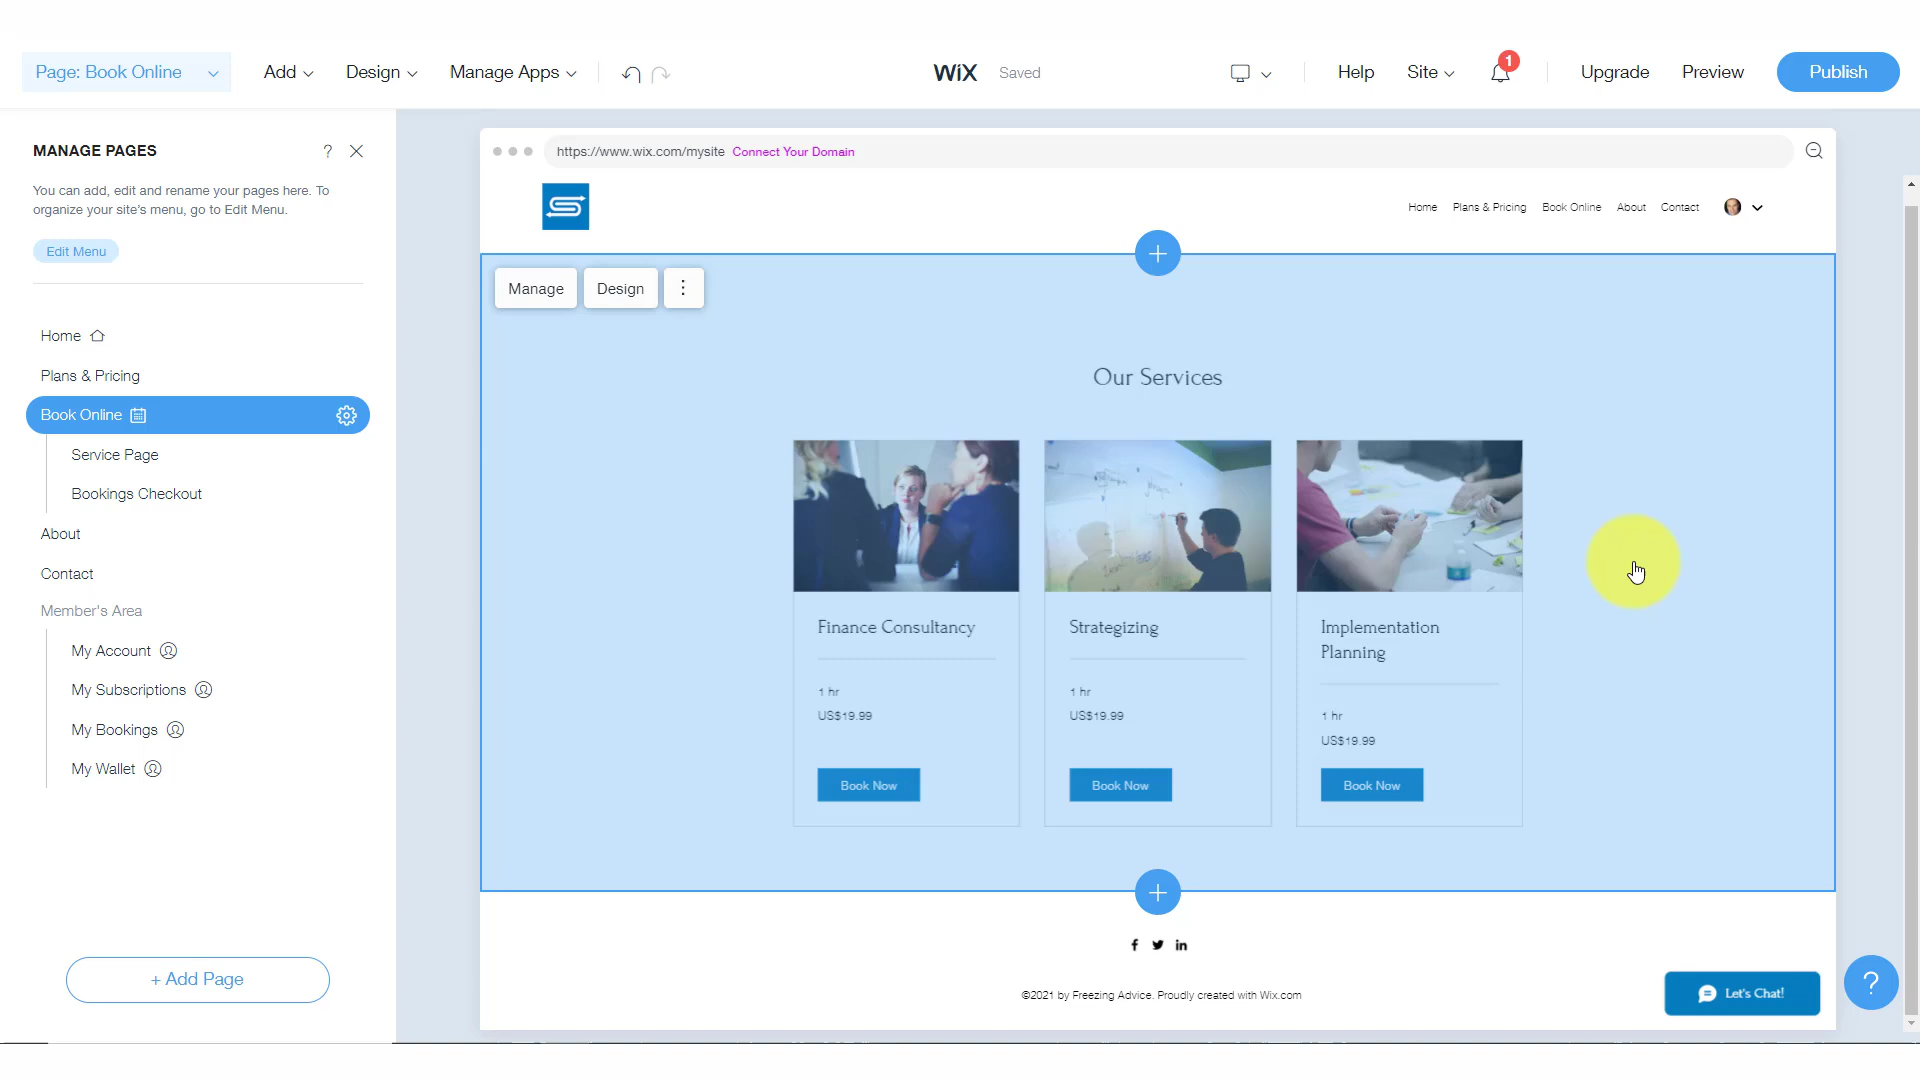 Page: Book Online
Add
Design
Manage Apps
WiX
Saved
Help
Site
1
Upgrade
Preview
Publish
MANAGE PAGES
?
You can add, edit and rename your pages here. To
organize your site's menu, go to Edit Menu.
Edit Menu
Home
Plans & Pricing
Book Online
Service Page
Bookings Checkout
About
Contact
Member's Area
My Account
My Subscriptions
My Bookings
My Wallet
+ Add Page
https://www.wix.com/mysite Connect Your Domain
Home
Plans & Pricing
Book Online
About
Contact
Manage
Design
Our Services
Finance Consultancy
1 hr
US$19.99
Book Now
Strategizing
1 hr
US$19.99
Book Now
Implementation
Planning
1 hr
US$19.99
Book Now
©2021 by Freezing Advice. Proudly created with Wix.com
Let's Chat!
?